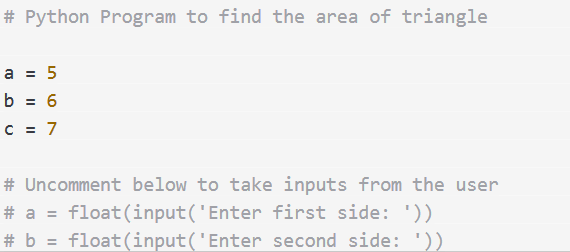 # Python Program to find the area of triangle
a = 5
b = 6
c = 7
# Uncomment below to take inputs from the user
# a = float(input('Enter first side: '))
# b = float(input('Enter second side: '))